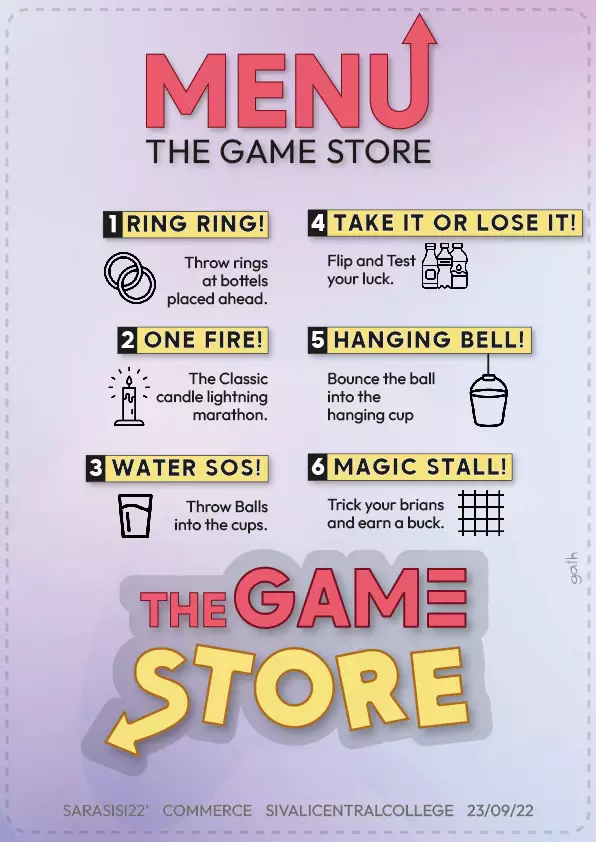 MENU
THE GAME STORE
1 RING RING!
Throw rings
at bottels
placed ahead.
2 ONE FIRE!
The Classic
candle lightning
marathon.
3 WATER SOS!
Throw Balls
into the cups.
4 TAKE IT OR LOSE IT!
Flip and Test
your luck.
5 HANGING BELL!
Bounce the ball
into the
hanging cup
6 MAGIC STALL!
Trick your brians
and earn a buck.
gath
THE GAME
STORE
SARASISI22' COMMERCE SIVALICENTRALCOLLEGE 23/09/22